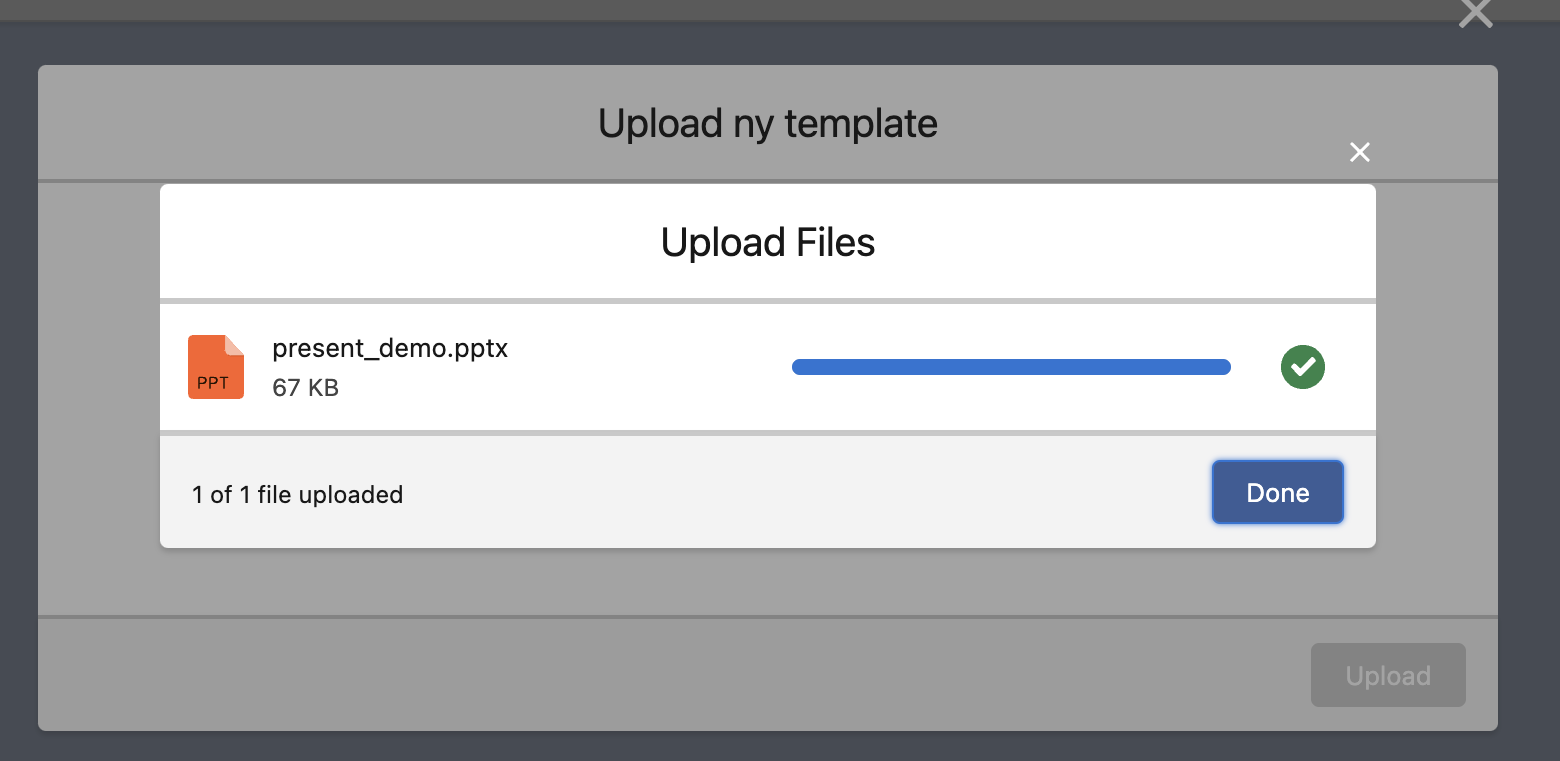 Upload ny template
Upload Files
PPT
present_demo.pptx
67 KB
1 of 1 file uploaded
Done
Upload